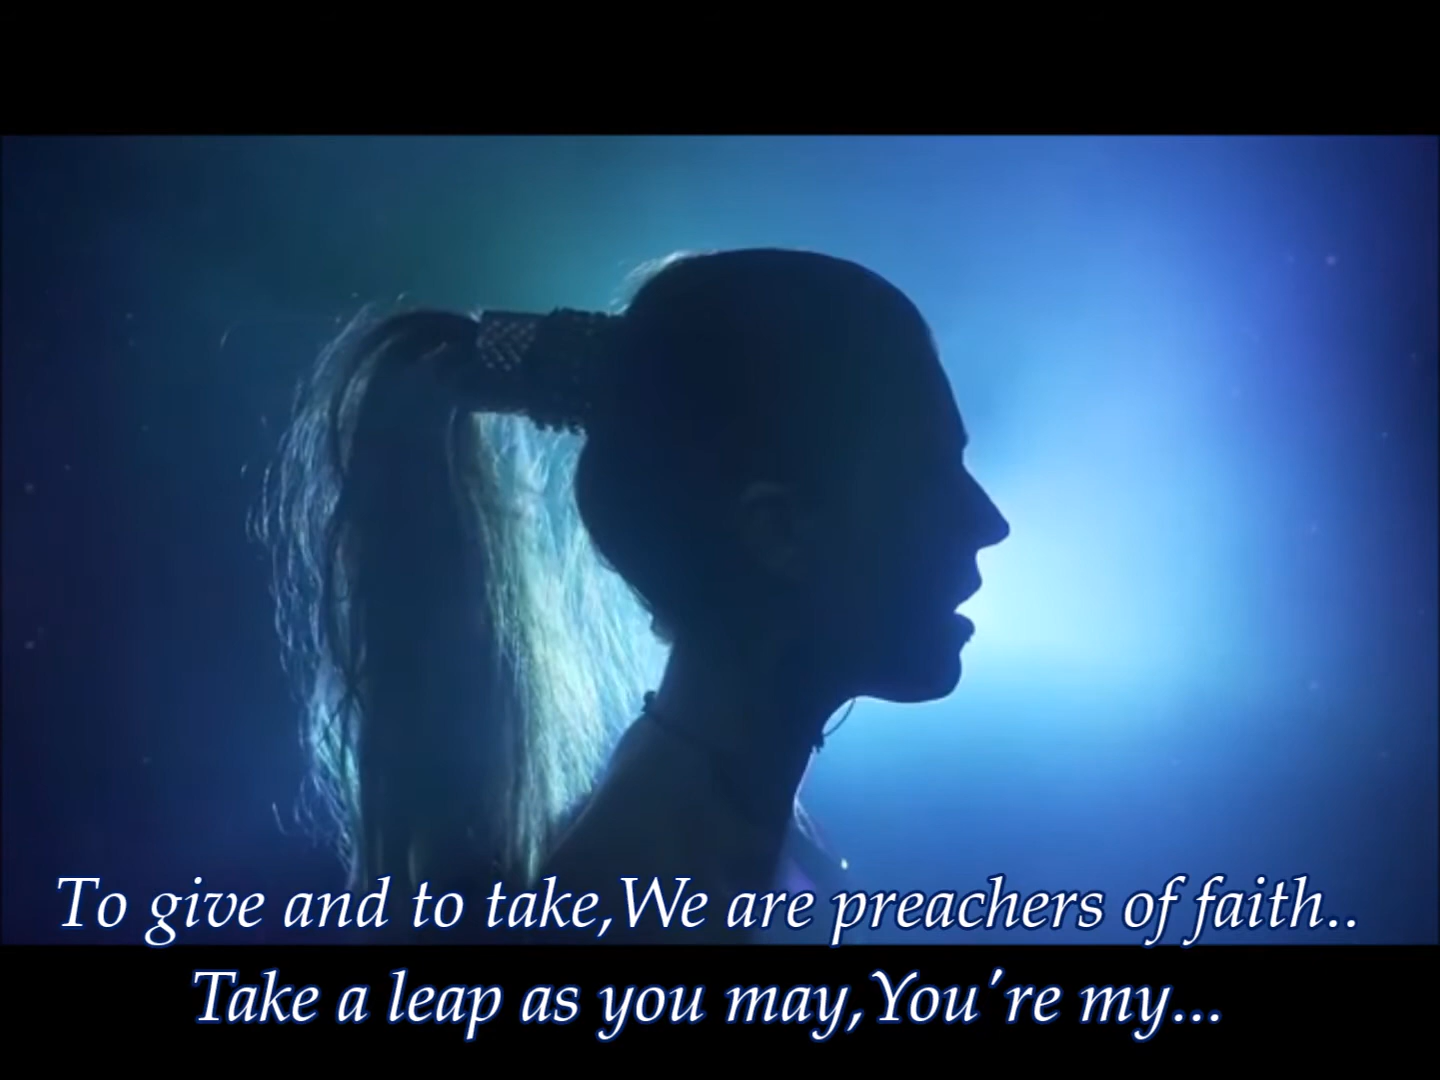 To give and to take,We are preachers of faith..
Take a leap as you may,You're my...